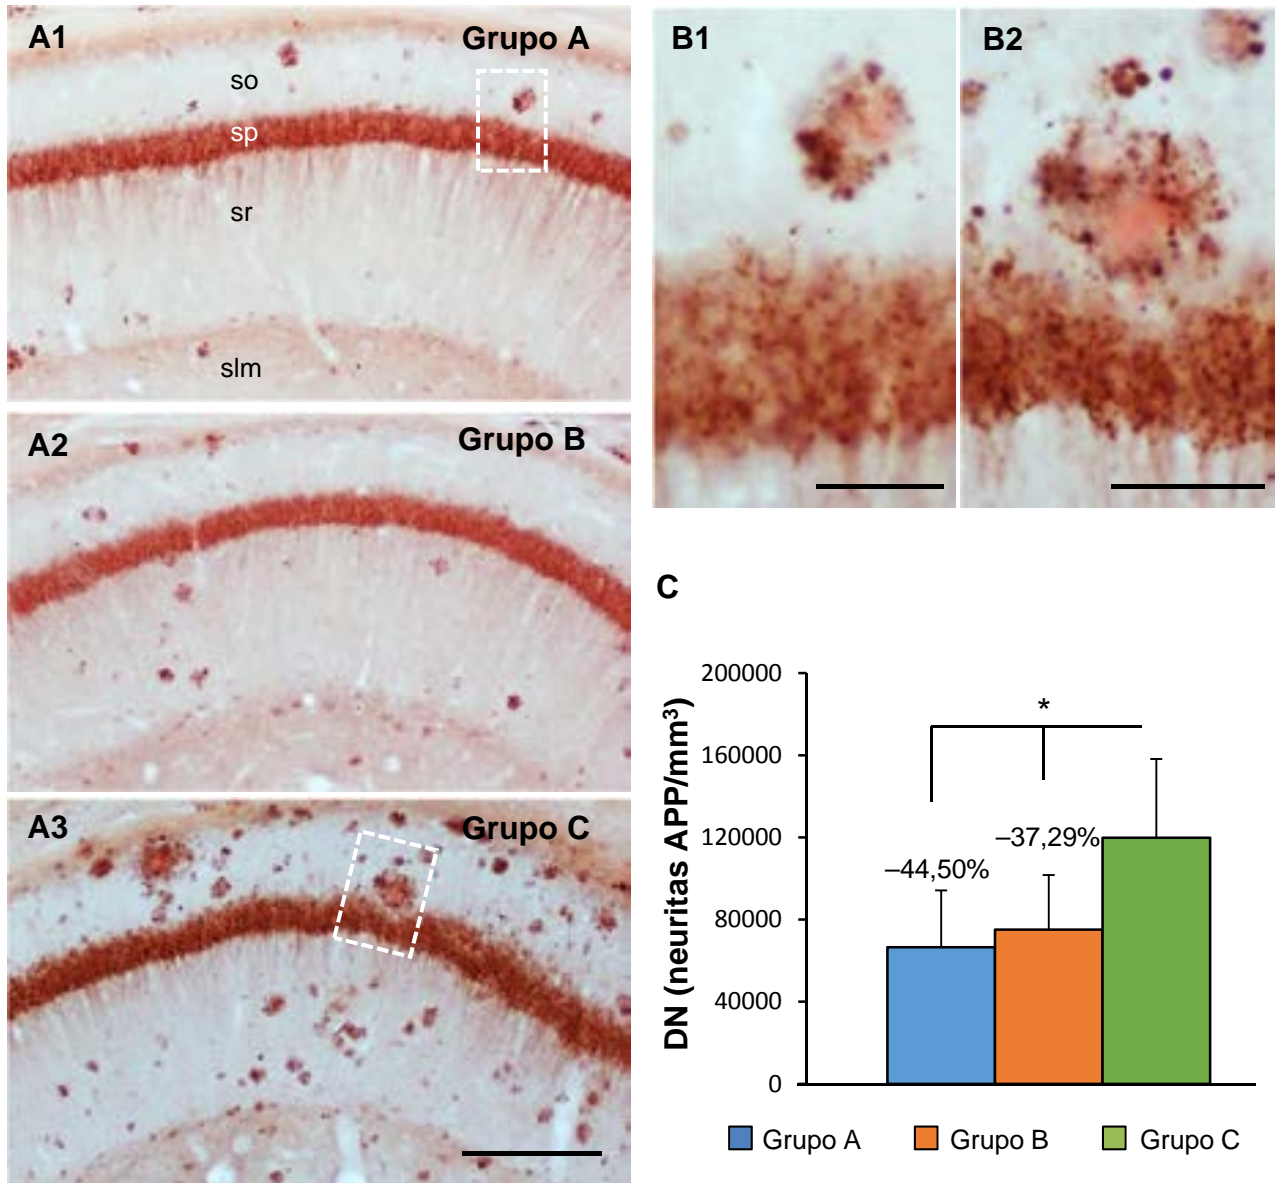 A1
Grupo A
so
sp
sr
slm
A2
Grupo B
A3
Grupo C
B1
B2
C
DN (neuritas APP/mm³)
200000
160000
120000
80000
40000
0
*
–44,50%
–37,29%
Grupo A
Grupo B
Grupo C